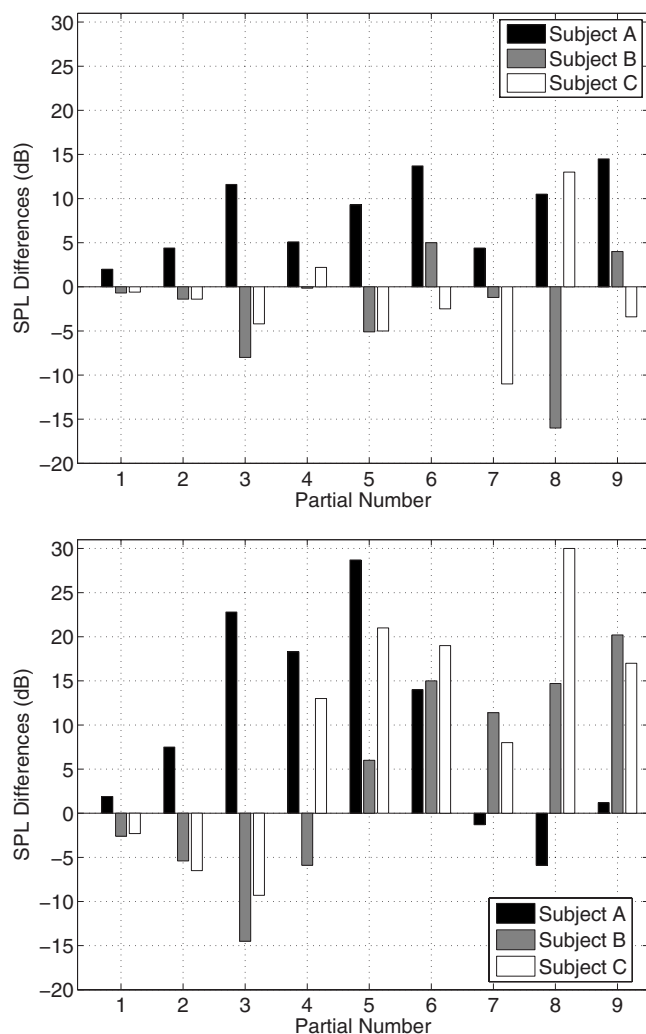 30
25
20
15
10
5
0
−5
−10
−15
−20
SPL Differences (dB)
Subject A
Subject B
Subject C
1 2 3 4 5 6 7 8 9
Partial Number
30
25
20
15
10
5
0
−5
−10
−15
−20
SPL Differences (dB)
Subject A
Subject B
Subject C
1 2 3 4 5 6 7 8 9
Partial Number